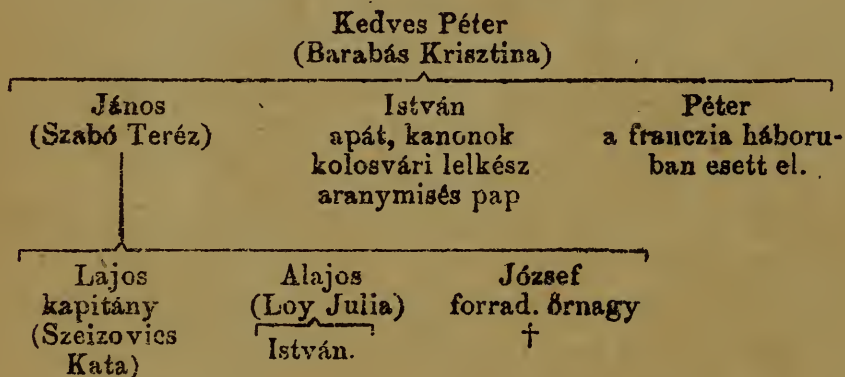 Kedves Péter
(Barabás Krisztina)
János
(Szabó Teréz)
István
apát, kanonok
kolosvári lelkész
aranymisés pap
Péter
a franczia háboru-
ban esett el.
Lajos
kapitány
(Szeizovics
Kata)
Alajos
(Loy Julia)
István.
József
forrad. őrnagy
†